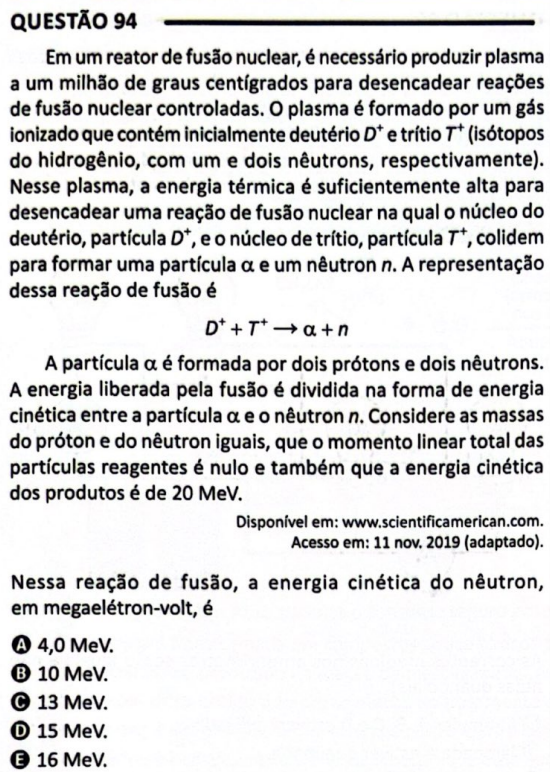 QUESTÃO 94
Em um reator de fusão nuclear, é necessário produzir plasma
a um milhão de graus centígrados para desencadear reações
de fusão nuclear controladas. O plasma é formado por um gás
ionizado que contém inicialmente deutério D⁺ e trítio T⁺ (isótopos
do hidrogênio, com um e dois nêutrons, respectivamente).
Nesse plasma, a energia térmica é suficientemente alta para
desencadear uma reação de fusão nuclear na qual o núcleo do
deutério, partícula D⁺, e o núcleo de trítio, partícula T⁺, colidem
para formar uma partícula α e um nêutron n. A representação
dessa reação de fusão é
D⁺ + T⁺ ⟶ α + n
A partícula α é formada por dois prótons e dois nêutrons.
A energia liberada pela fusão é dividida na forma de energia
cinética entre a partícula α e o nêutron n. Considere as massas
do próton e do nêutron iguais, que o momento linear total das
partículas reagentes é nulo e também que a energia cinética
dos produtos é de 20 MeV.
Disponível em: www.scientificamerican.com.
Acesso em: 11 nov. 2019 (adaptado).
Nessa reação de fusão, a energia cinética do nêutron,
em megaelétron-volt, é
A 4,0 MeV.
B 10 MeV.
C 13 MeV.
D 15 MeV.
E 16 MeV.